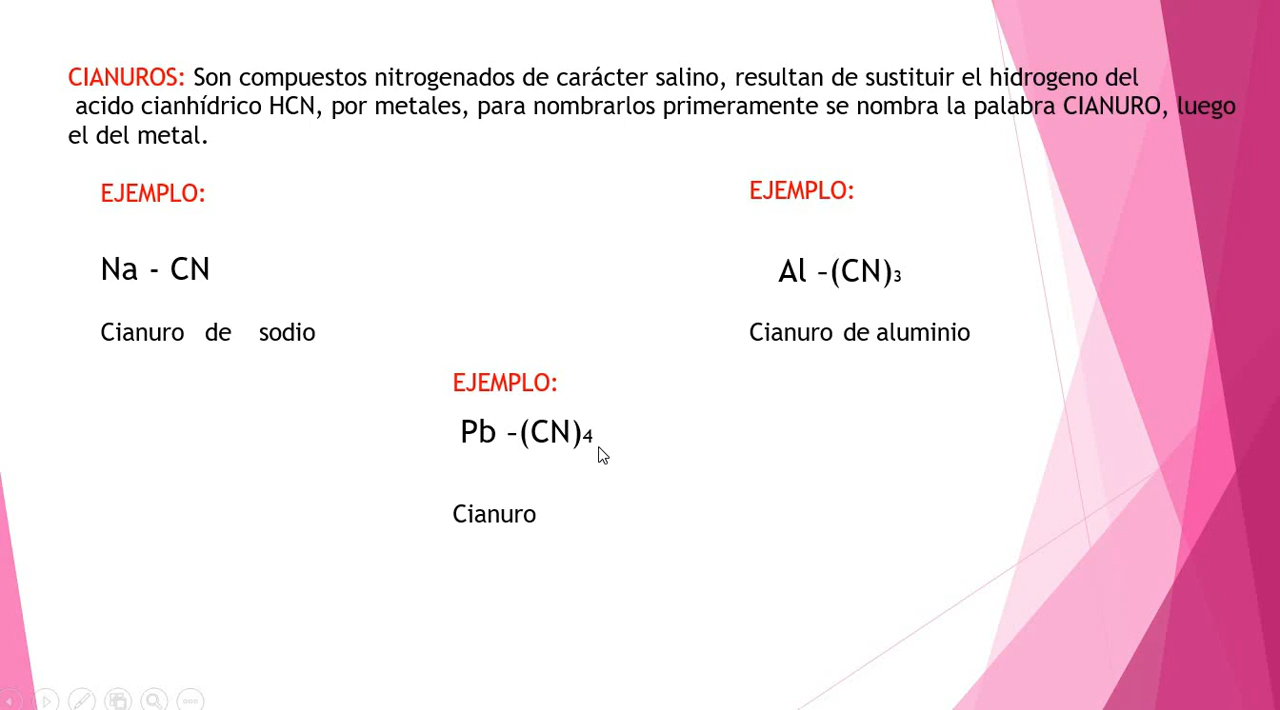 CIANUROS: Son compuestos nitrogenados de carácter salino, resultan de sustituir el hidrogeno del
acido cianhídrico HCN, por metales, para nombrarlos primeramente se nombra la palabra CIANURO, luego
el del metal.
EJEMPLO:
Na - CN
Cianuro de sodio
EJEMPLO:
Al –(CN)₃
Cianuro de aluminio
EJEMPLO:
Pb –(CN)₄
Cianuro